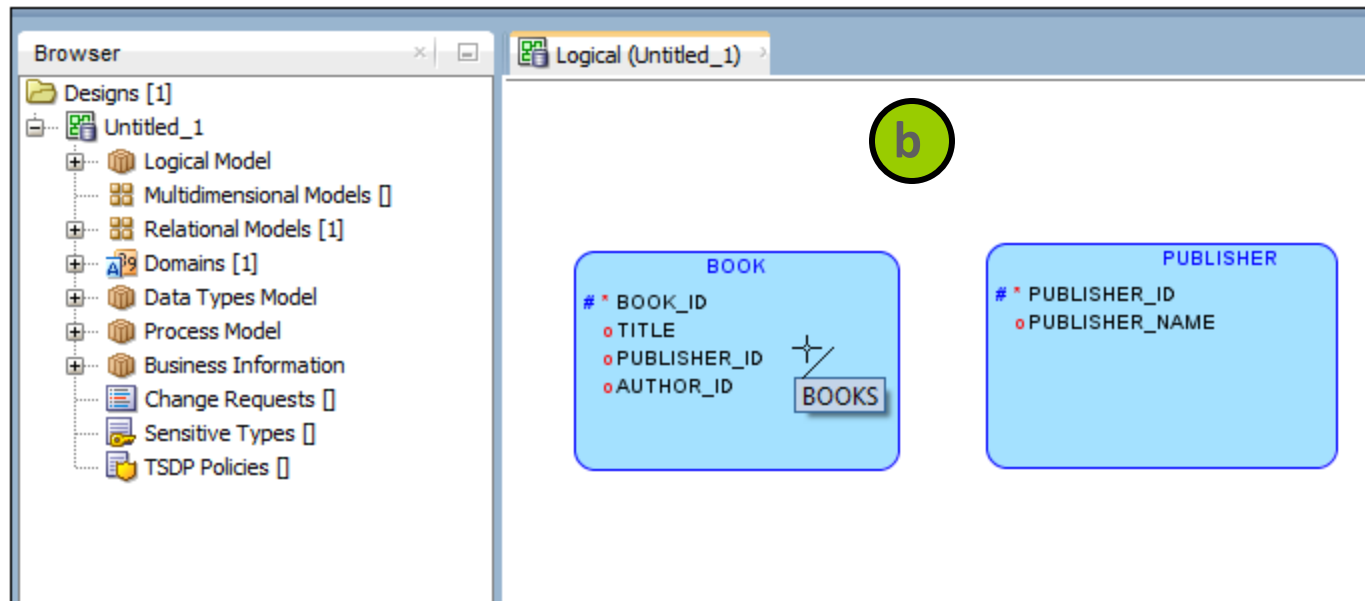 Browser
Logical (Untitled_1)
Designs [1]
Untitled_1
Logical Model
Multidimensional Models []
Relational Models [1]
Domains [1]
Data Types Model
Process Model
Business Information
Change Requests []
Sensitive Types []
TSDP Policies []
b
BOOK
# * BOOK_ID
o TITLE
o PUBLISHER_ID
o AUTHOR_ID
BOOKS
PUBLISHER
# * PUBLISHER_ID
o PUBLISHER_NAME